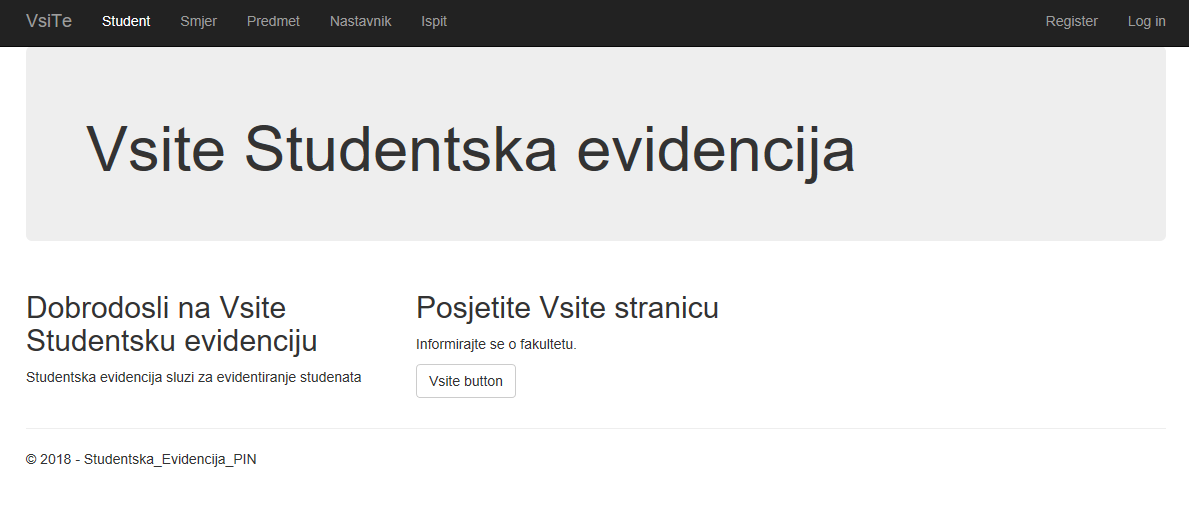 VsiTe Student Smjer Predmet Nastavnik Ispit Register Log in
Vsite Studentska evidencija
Dobrodosli na Vsite
Studentsku evidenciju
Studentska evidencija sluzi za evidentiranje studenata
Posjetite Vsite stranicu
Informirajte se o fakultetu.
Vsite button
© 2018 - Studentska_Evidencija_PIN